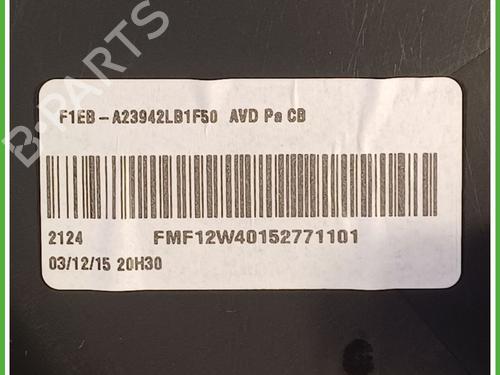 B-PARTS
F1EB-A23942LB1F50 AVD Pa CB
2124 FMF12W40152771101
03/12/15 20H30